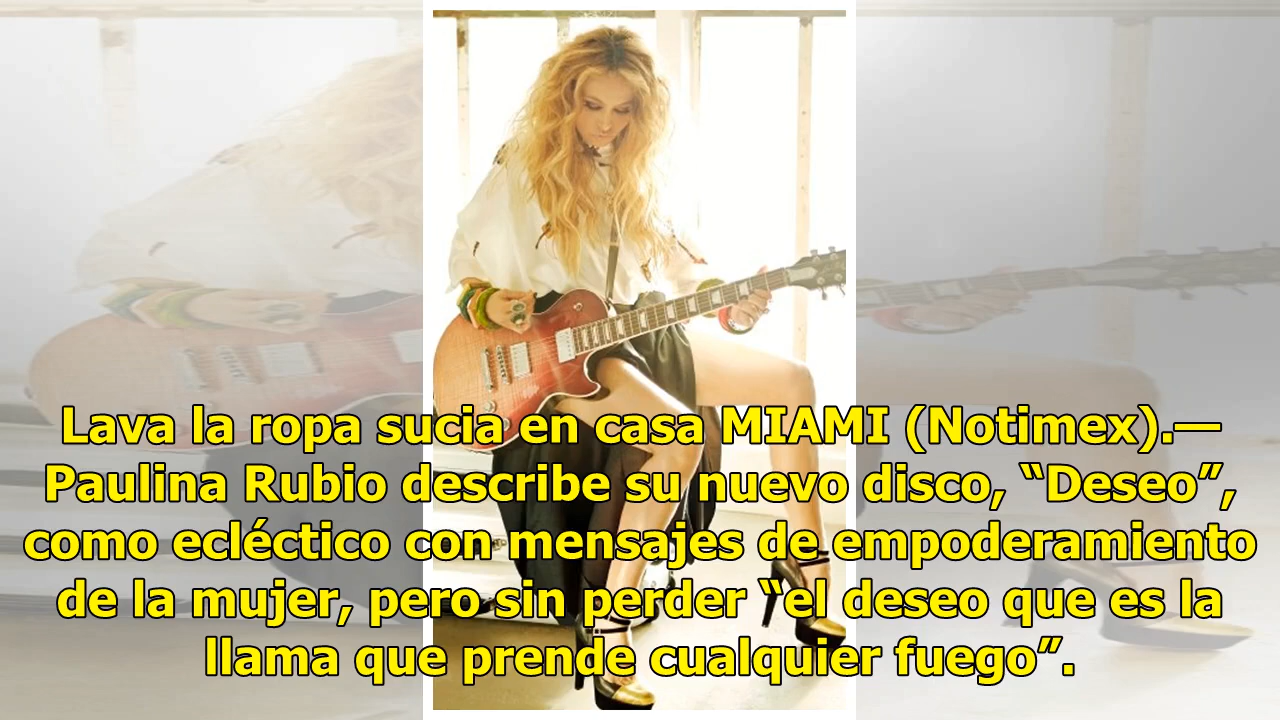 Lava la ropa sucia en casa MIAMI (Notimex).—
Paulina Rubio describe su nuevo disco, “Deseo”,
como ecléctico con mensajes de empoderamiento
de la mujer, pero sin perder “el deseo que es la
llama que prende cualquier fuego”.